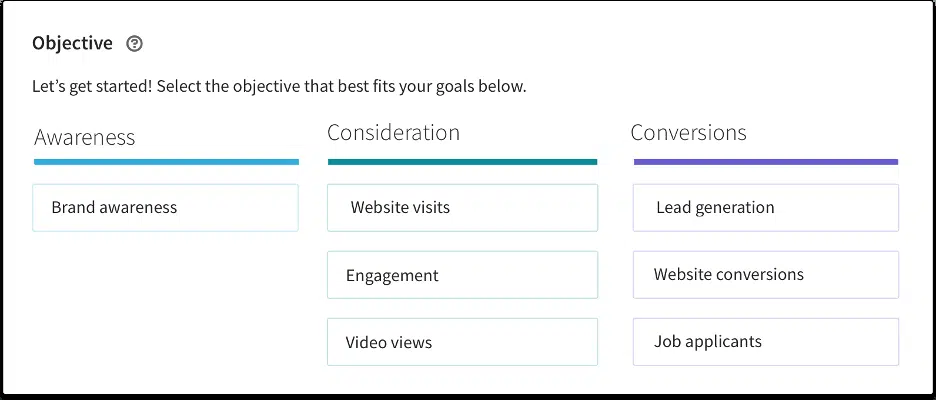 Objective
Let’s get started! Select the objective that best fits your goals below.
Awareness
Brand awareness
Consideration
Website visits
Engagement
Video views
Conversions
Lead generation
Website conversions
Job applicants